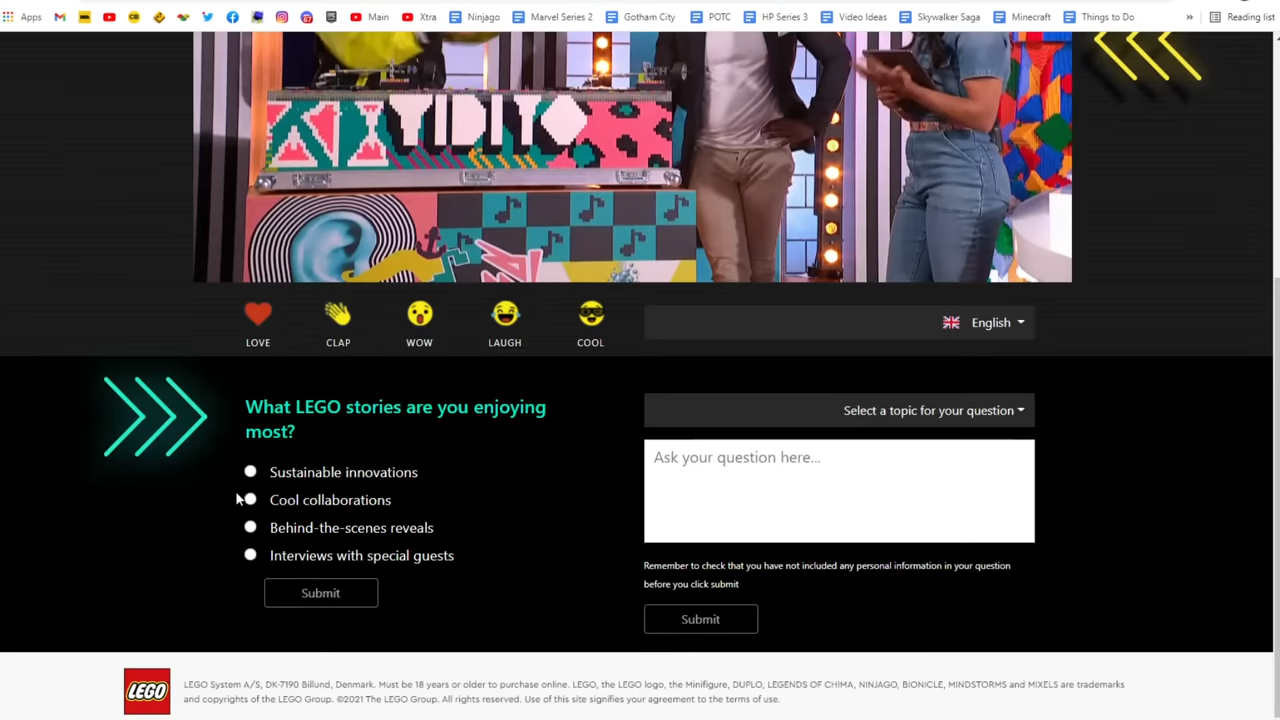 Apps Main Xtra Ninjago Marvel Series 2 Gotham City POTC HP Series 3 Video Ideas Skywalker Saga Minecraft Things to Do » Reading list
VIDIYO
LOVE CLAP WOW LAUGH COOL
English
What LEGO stories are you enjoying
most?
Sustainable innovations
Cool collaborations
Behind-the-scenes reveals
Interviews with special guests
Submit
Select a topic for your question
Ask your question here...
Remember to check that you have not included any personal information in your question
before you click submit
Submit
LEGO
LEGO System A/S, DK-7190 Billund, Denmark. Must be 18 years or older to purchase online. LEGO, the LEGO logo, the Minifigure, DUPLO, LEGENDS OF CHIMA, NINJAGO, BIONICLE, MINDSTORMS and MIXELS are trademarks
and copyrights of the LEGO Group. ©2021 The LEGO Group. All rights reserved. Use of this site signifies your agreement to the terms of use.